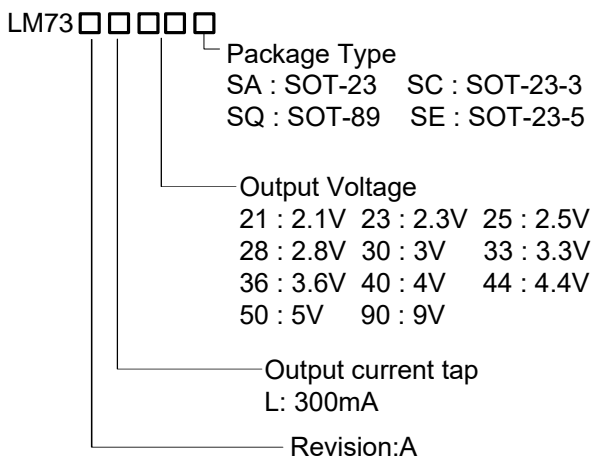 LM73□□□□□
Package Type
SA : SOT-23 SC : SOT-23-3
SQ : SOT-89 SE : SOT-23-5
Output Voltage
21 : 2.1V 23 : 2.3V 25 : 2.5V
28 : 2.8V 30 : 3V 33 : 3.3V
36 : 3.6V 40 : 4V 44 : 4.4V
50 : 5V 90 : 9V
Output current tap
L: 300mA
Revision:A